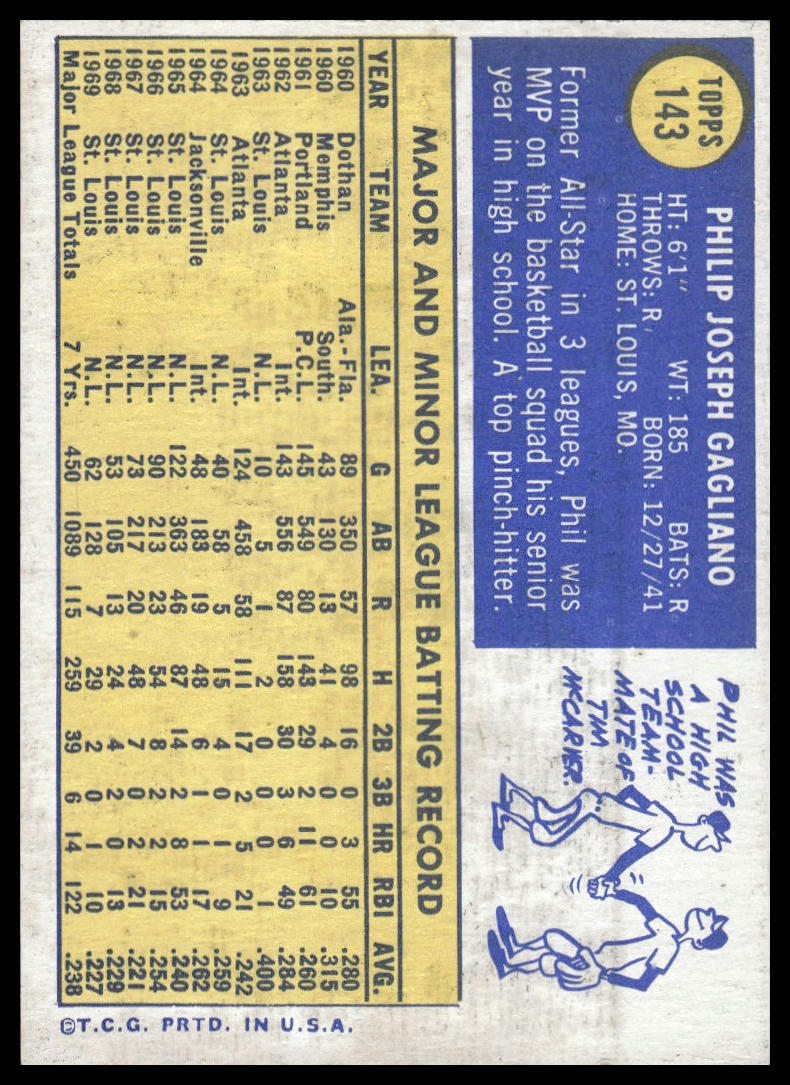 TOPPS
143
PHILIP JOSEPH GAGLIANO
HT: 6'1" WT: 185 BATS: R
THROWS: R BORN: 12/27/41
HOME: ST. LOUIS, MO.
Former All-Star in 3 leagues, Phil was
MVP on the basketball squad his senior
year in high school. A top pinch-hitter.
PHIL WAS
A HIGH
SCHOOL
TEAM-
MATE OF
TIM
McCARVER.
MAJOR AND MINOR LEAGUE BATTING RECORD
YEAR TEAM LEA. G AB R H 2B 3B HR RBI AVG.
1960 Dothan Ala.-Fla. 89 350 57 98 16 0 3 55 .280
1960 Memphis South. 43 130 13 41 4 0 0 10 .315
1961 Portland P.C.L. 145 549 80 143 29 2 11 61 .260
1962 Atlanta Int. 143 556 87 158 30 3 6 49 .284
1963 St. Louis N.L. 10 5 1 2 0 0 0 1 .400
1963 Atlanta Int. 124 458 58 111 17 2 5 21 .242
1964 St. Louis N.L. 40 58 5 15 4 0 1 9 .259
1964 Jacksonville Int. 48 183 19 48 6 1 1 17 .262
1965 St. Louis N.L. 122 363 46 87 14 2 8 53 .240
1966 St. Louis N.L. 90 213 23 54 8 2 2 15 .254
1967 St. Louis N.L. 73 217 20 48 7 0 2 21 .221
1968 St. Louis N.L. 53 105 13 24 4 2 0 13 .229
1969 St. Louis N.L. 62 128 7 29 2 0 1 10 .227
Major League Totals 7 Yrs. 450 1089 115 259 39 6 14 122 .238
©T.C.G. PRTD. IN U.S.A.